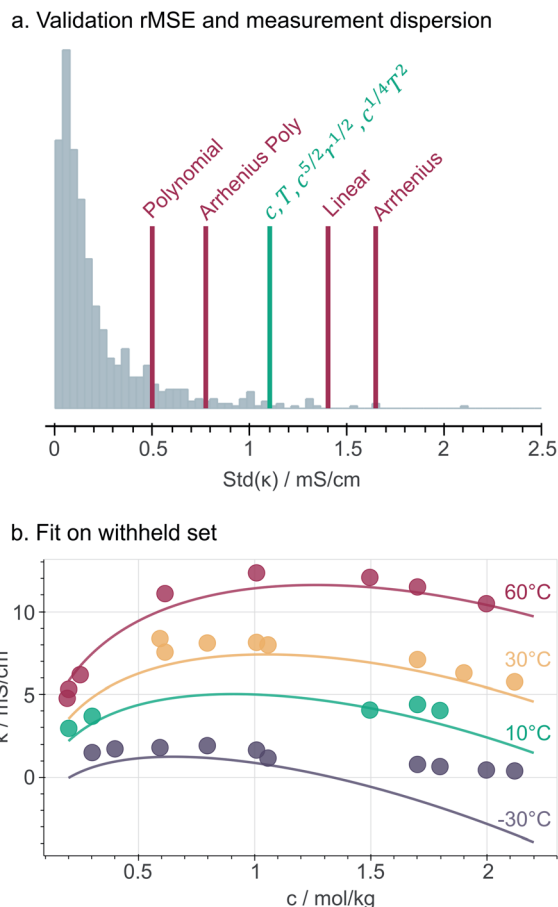 a. Validation rMSE and measurement dispersion
Polynomial
Arrhenius Poly
c, T, c^{5/2}r^{1/2}, c^{1/4}T^2
Linear
Arrhenius
0 0.5 1 1.5 2 2.5
Std(κ) / mS/cm
b. Fit on withheld set
60°C
10
30°C
5
10°C
0
-30°C
κ / mS/cm
0.5 1 1.5 2
c / mol/kg